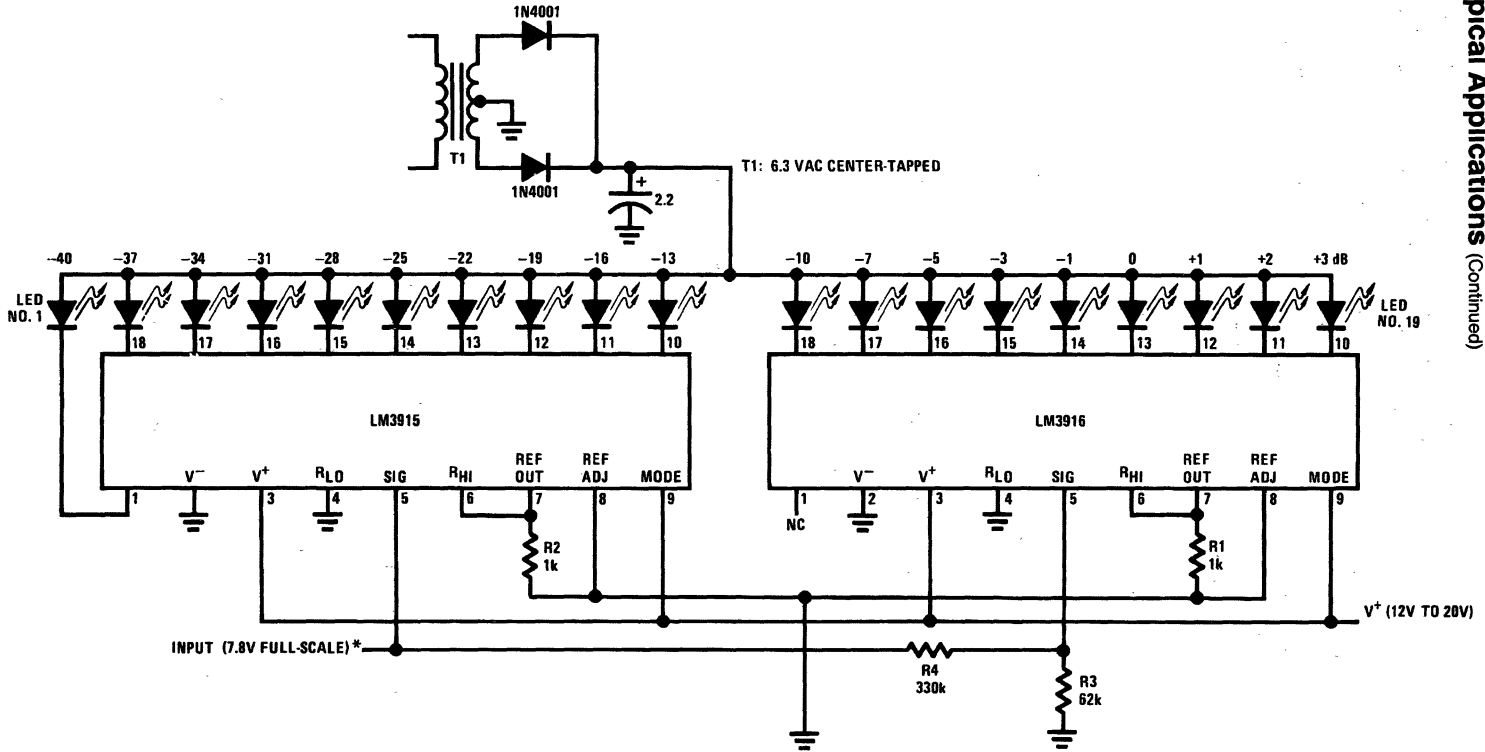 pical Applications (Continued)
1N4001
T1
1N4001
T1: 6.3 VAC CENTER-TAPPED
+
2.2
−40 −37 −34 −31 −28 −25 −22 −19 −16 −13 −10 −7 −5 −3 −1 0 +1 +2 +3 dB
LED
NO. 1
LED
NO. 19
18 17 16 15 14 13 12 11 10
18 17 16 15 14 13 12 11 10
LM3915
LM3916
V− V+ RLO SIG RHI REF OUT REF ADJ MODE
V− V+ RLO SIG RHI REF OUT REF ADJ MODE
1 3 4 5 6 7 8 9
1 2 3 4 5 6 7 8 9
NC
R2
1k
R1
1k
V+ (12V TO 20V)
INPUT (7.8V FULL-SCALE)*
R4
330k
R3
62k